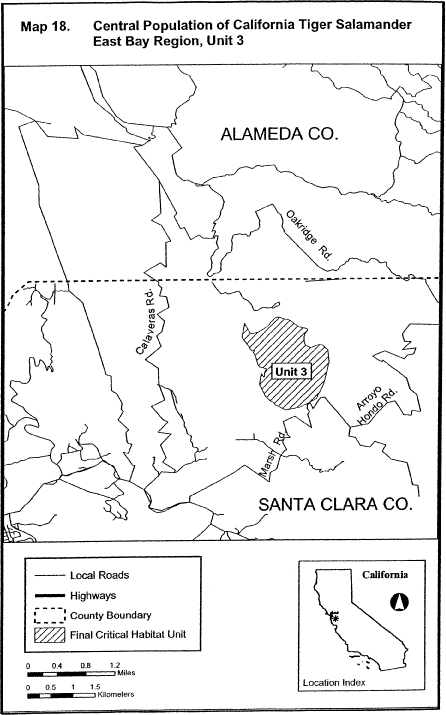 Map 18. Central Population of California Tiger Salamander
East Bay Region, Unit 3
ALAMEDA CO.
Oakridge Rd.
Calaveras Rd.
Unit 3
Arroyo
Hondo Rd.
Marsh Rd.
SANTA CLARA CO.
Local Roads
Highways
County Boundary
Final Critical Habitat Unit
0 0.4 0.8 1.2
Miles
0 0.5 1 1.5
Kilometers
California
Location Index